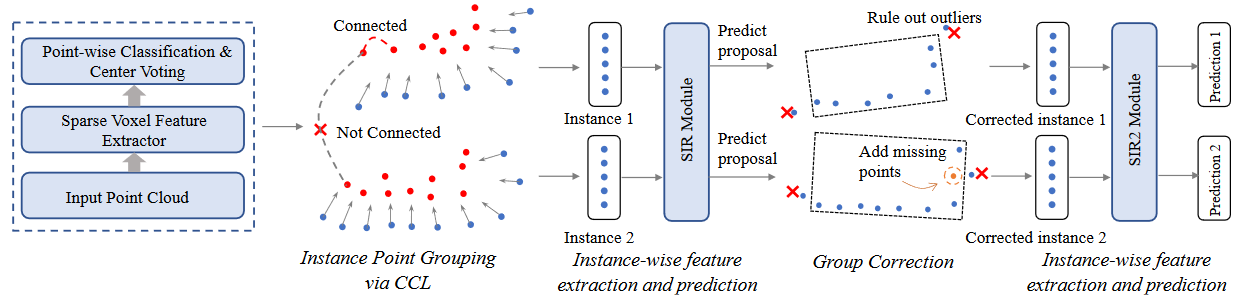 Point-wise Classification &
Center Voting
Sparse Voxel Feature
Extractor
Input Point Cloud
Connected
Not Connected
Instance Point Grouping
via CCL
Instance 1
Instance 2
SIR Module
Instance-wise feature
extraction and prediction
Predict
proposal
Predict
proposal
Rule out outliers
Add missing
points
Group Correction
Corrected instance 1
Corrected instance 2
SIR2 Module
Prediction 1
Prediction 2
Instance-wise feature
extraction and prediction